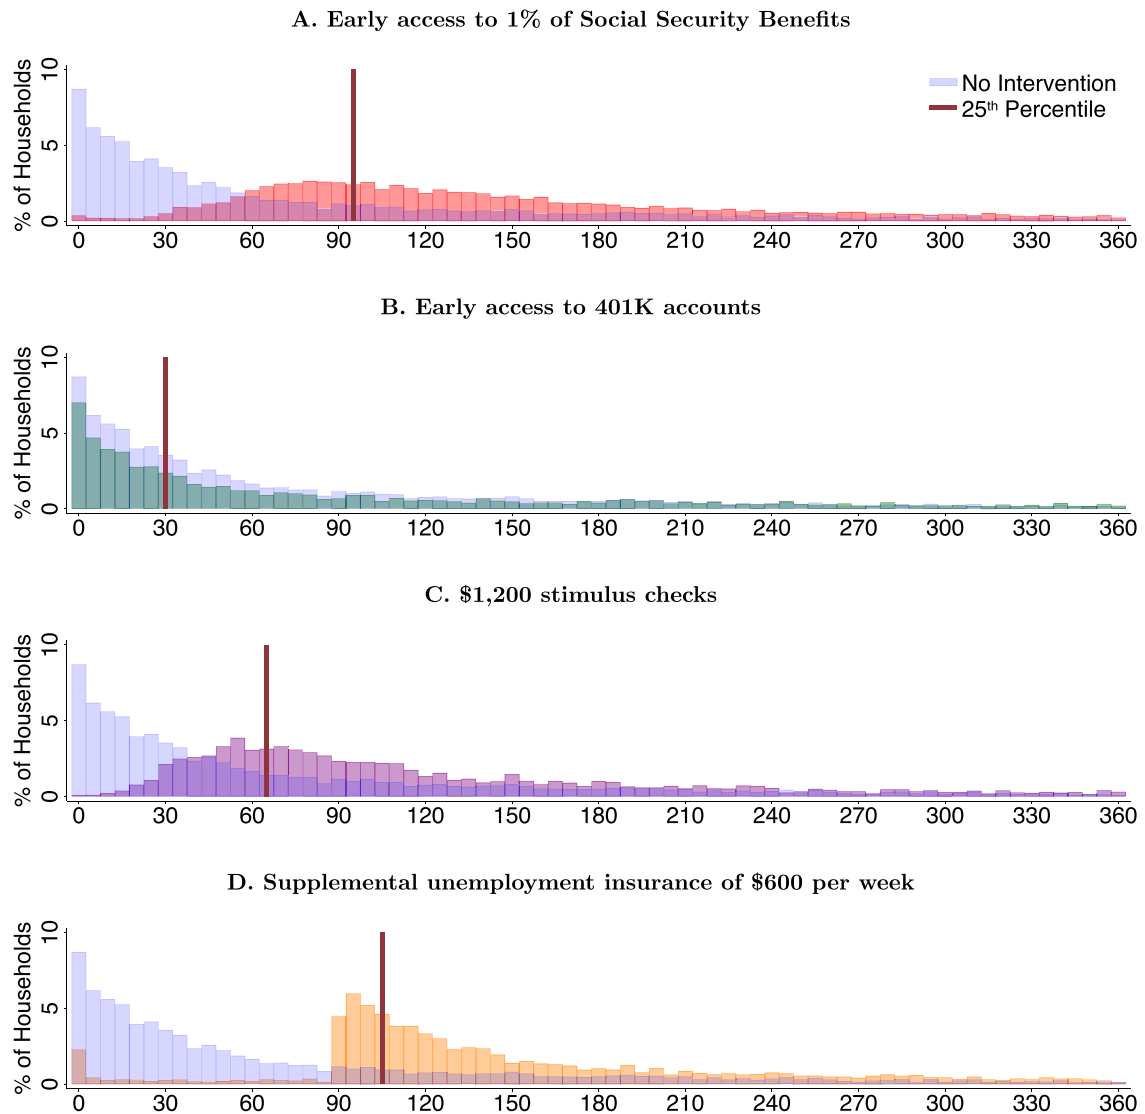 A. Early access to 1% of Social Security Benefits
% of Households
10
5
0
No Intervention
25th Percentile
0 30 60 90 120 150 180 210 240 270 300 330 360
B. Early access to 401K accounts
% of Households
10
5
0
0 30 60 90 120 150 180 210 240 270 300 330 360
C. $1,200 stimulus checks
% of Households
10
5
0
0 30 60 90 120 150 180 210 240 270 300 330 360
D. Supplemental unemployment insurance of $600 per week
% of Households
10
5
0
0 30 60 90 120 150 180 210 240 270 300 330 360